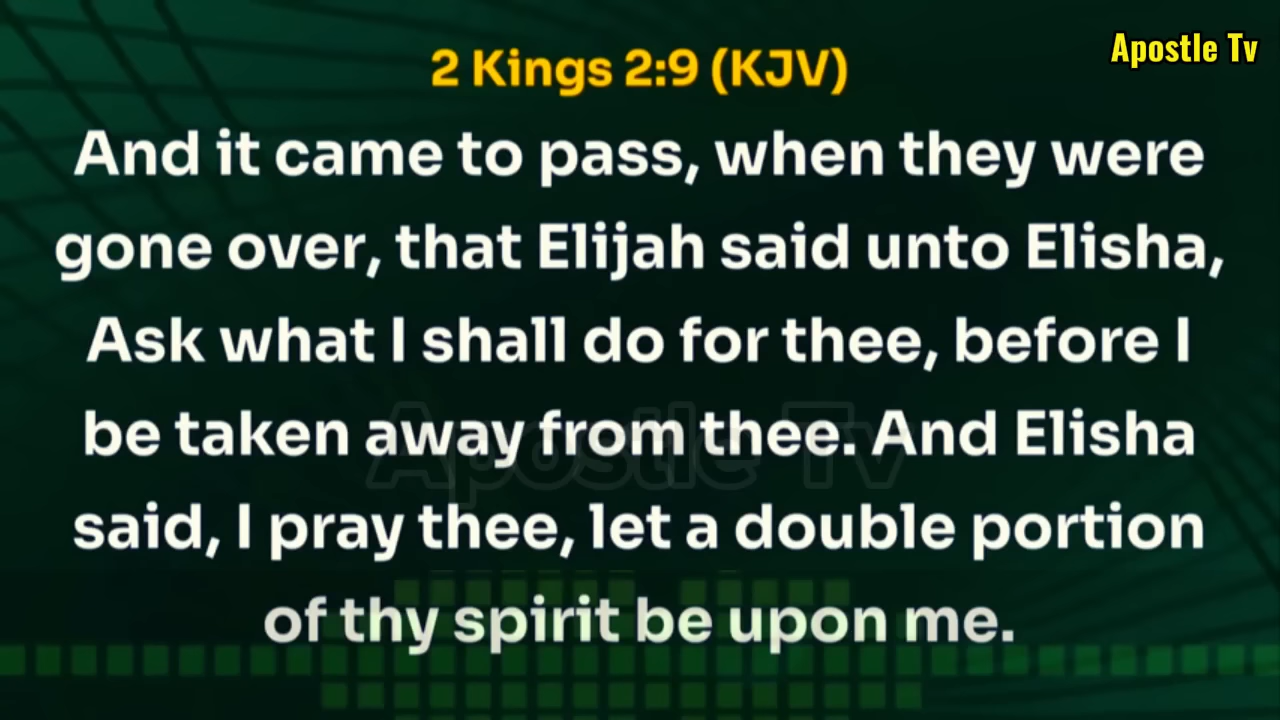 Apostle Tv
2 Kings 2:9 (KJV)
And it came to pass, when they were
gone over, that Elijah said unto Elisha,
Ask what I shall do for thee, before I
be taken away from thee. And Elisha
said, I pray thee, let a double portion
of thy spirit be upon me.
Apostle Tv